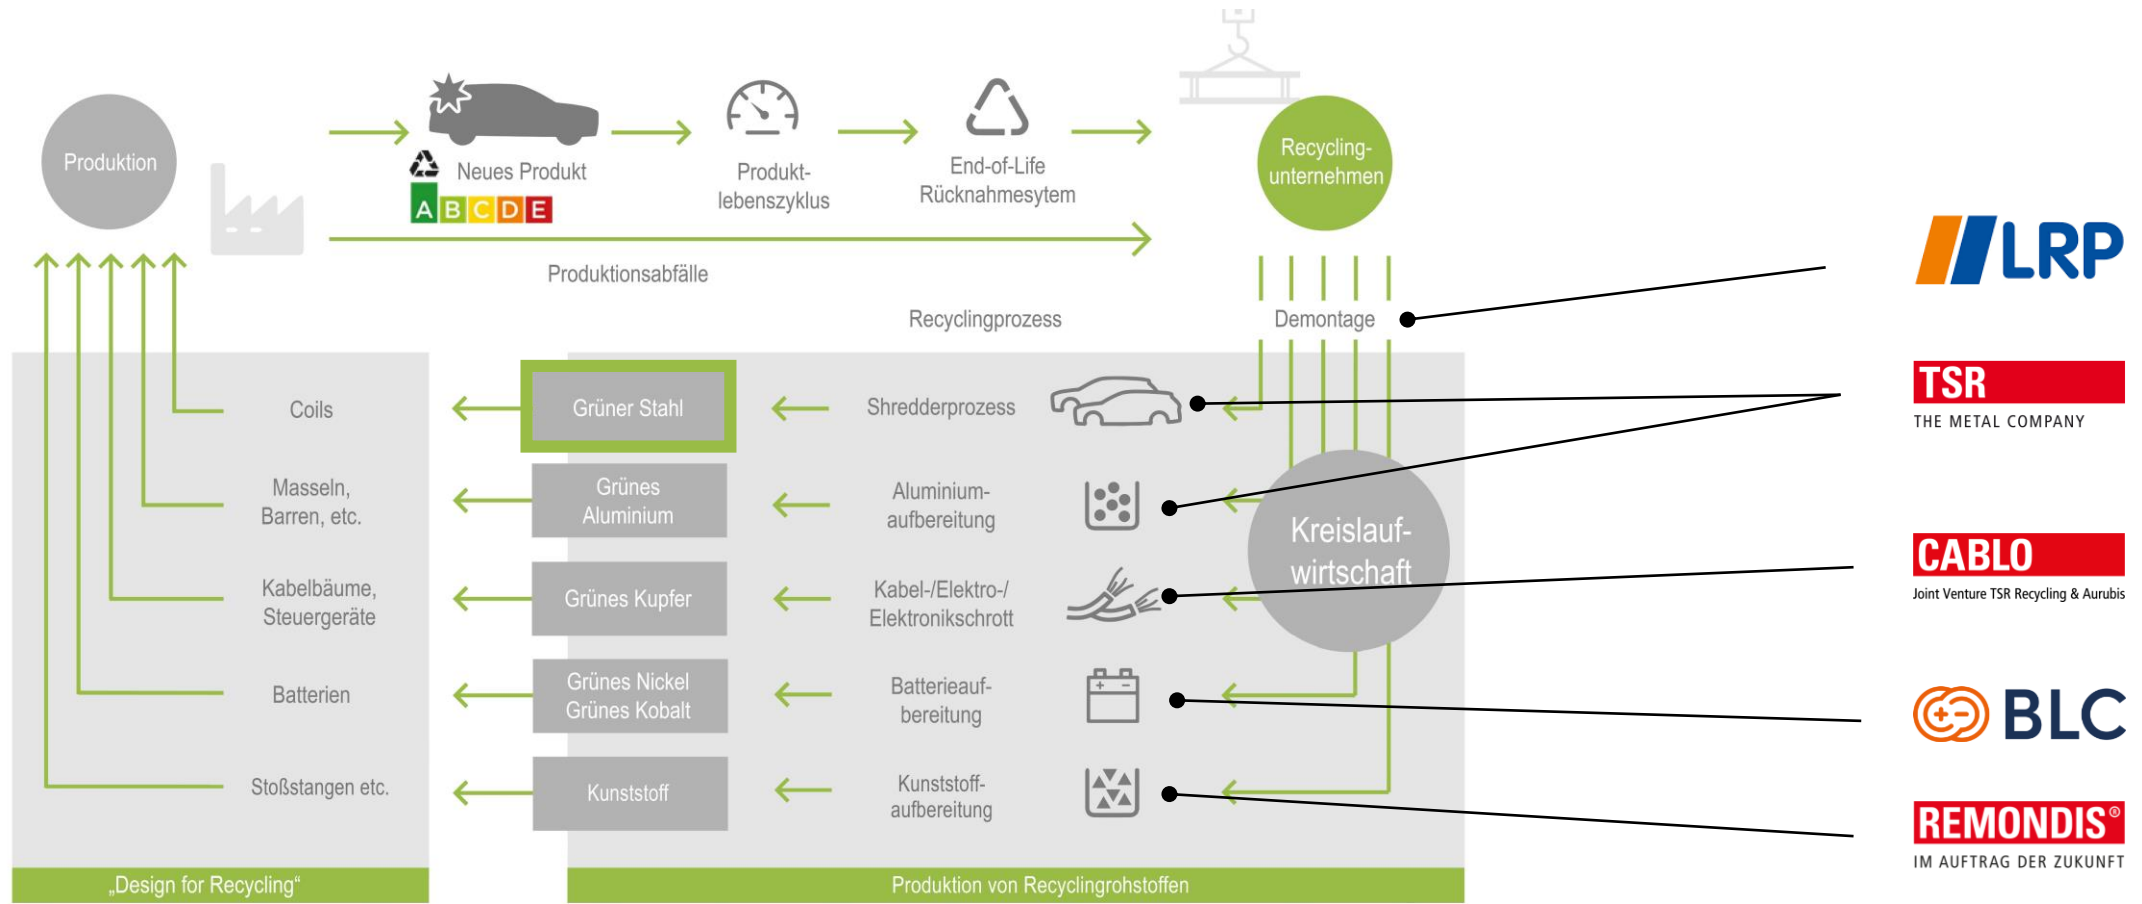 Produktion
Neues Produkt
A B C D E
Produkt-
lebenszyklus
End-of-Life
Rücknahmesytem
Recycling-
unternehmen
Produktionsabfälle
Recyclingprozess
Demontage
LRP
TSR
THE METAL COMPANY
CABLO
Joint Venture TSR Recycling & Aurubis
BLC
REMONDIS®
IM AUFTRAG DER ZUKUNFT
Coils
Grüner Stahl
Shredderprozess
Masseln,
Barren, etc.
Grünes
Aluminium
Aluminium-
aufbereitung
Kreislauf-
wirtschaft
Kabelbäume,
Steuergeräte
Grünes Kupfer
Kabel-/Elektro-/
Elektronikschrott
Batterien
Grünes Nickel
Grünes Kobalt
Batterieauf-
bereitung
Stoßstangen etc.
Kunststoff
Kunststoff-
aufbereitung
„Design for Recycling“
Produktion von Recyclingrohstoffen